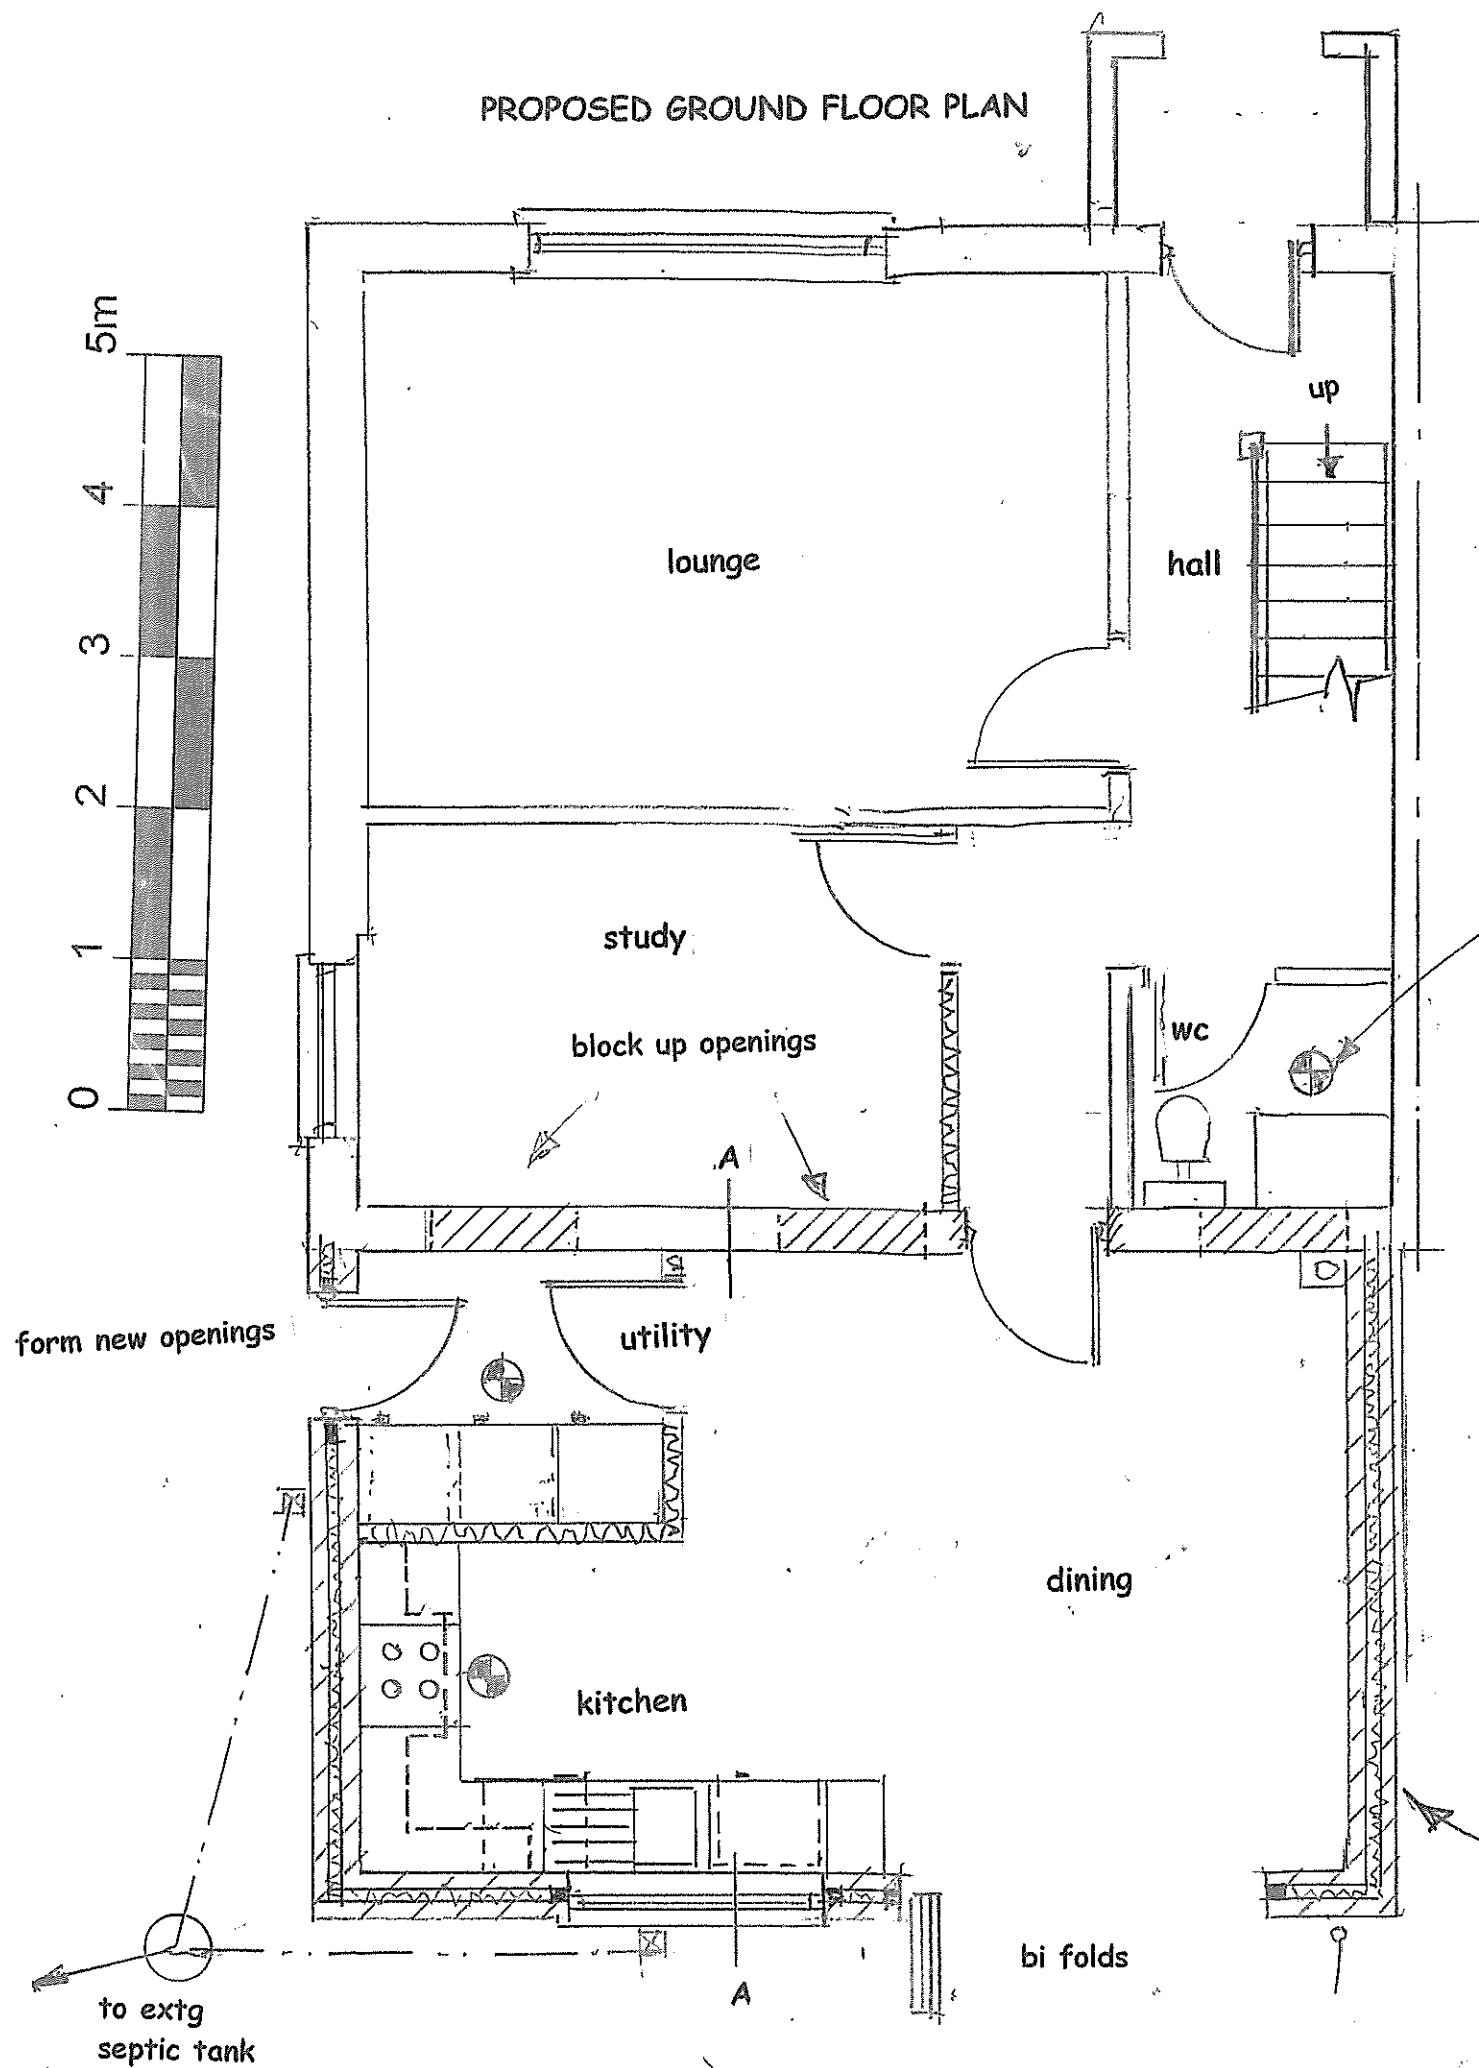 PROPOSED GROUND FLOOR PLAN
5m
4
3
2
1
0
up
lounge
hall
study
wc
block up openings
A
form new openings
utility
dining
kitchen
bi folds
A
to extg
septic tank